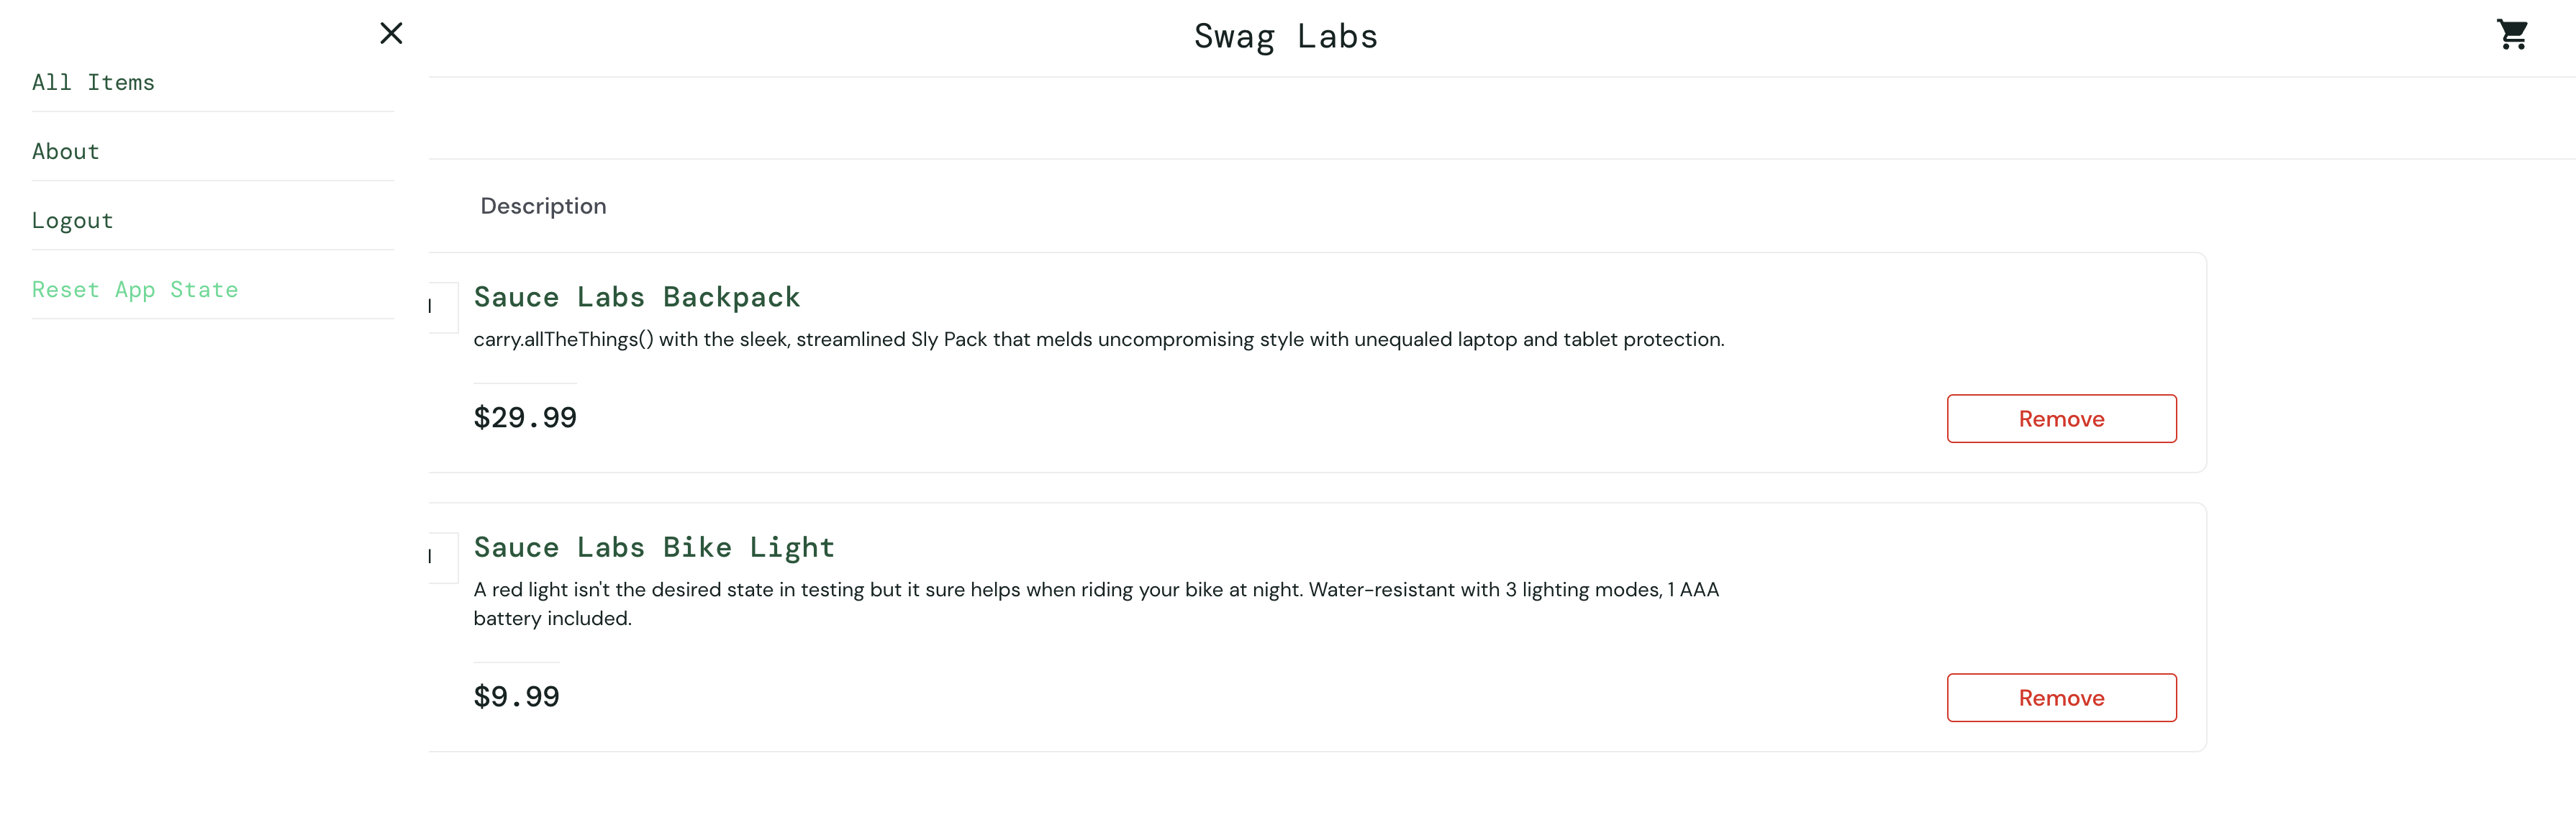 Swag Labs
All Items
About
Logout
Reset App State
Description
Sauce Labs Backpack
carry.allTheThings() with the sleek, streamlined Sly Pack that melds uncompromising style with unequaled laptop and tablet protection.
$29.99
Remove
Sauce Labs Bike Light
A red light isn't the desired state in testing but it sure helps when riding your bike at night. Water-resistant with 3 lighting modes, 1 AAA
battery included.
$9.99
Remove